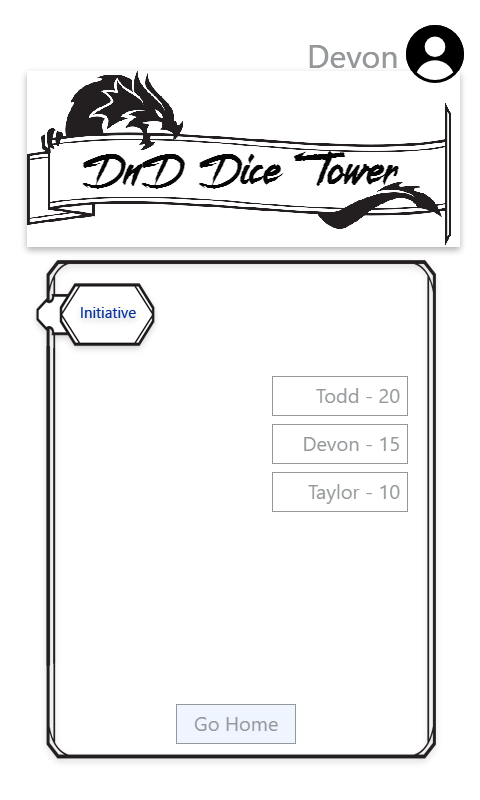 Devon
DnD Dice Tower
Initiative
Todd - 20
Devon - 15
Taylor - 10
Go Home